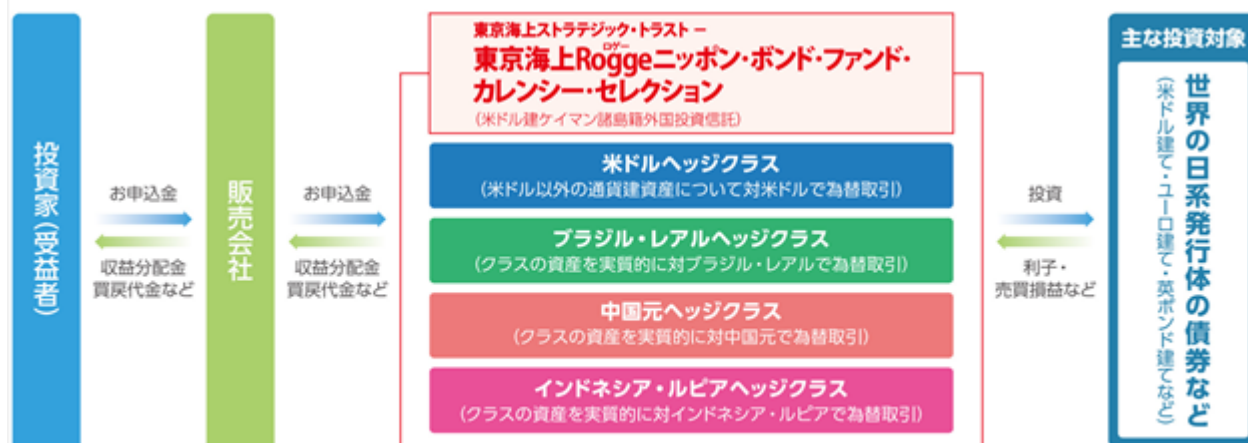 投資家(受益者)
お申込金
収益分配金
買戻代金など
販売会社
お申込金
収益分配金
買戻代金など
東京海上ストラテジック・トラスト－
ロゲー
東京海上Roggeニッポン・ボンド・ファンド・
カレンシー・セレクション
(米ドル建ケイマン諸島籍外国投資信託)
米ドルヘッジクラス
(米ドル以外の通貨建資産について対米ドルで為替取引)
ブラジル・レアルヘッジクラス
(クラスの資産を実質的に対ブラジル・レアルで為替取引)
中国元ヘッジクラス
(クラスの資産を実質的に対中国元で為替取引)
インドネシア・ルピアヘッジクラス
(クラスの資産を実質的に対インドネシア・ルピアで為替取引)
投資
利子・
売買損益など
主な投資対象
世界の日系発行体の債券など
(米ドル建て・ユーロ建て・英ポンド建てなど)